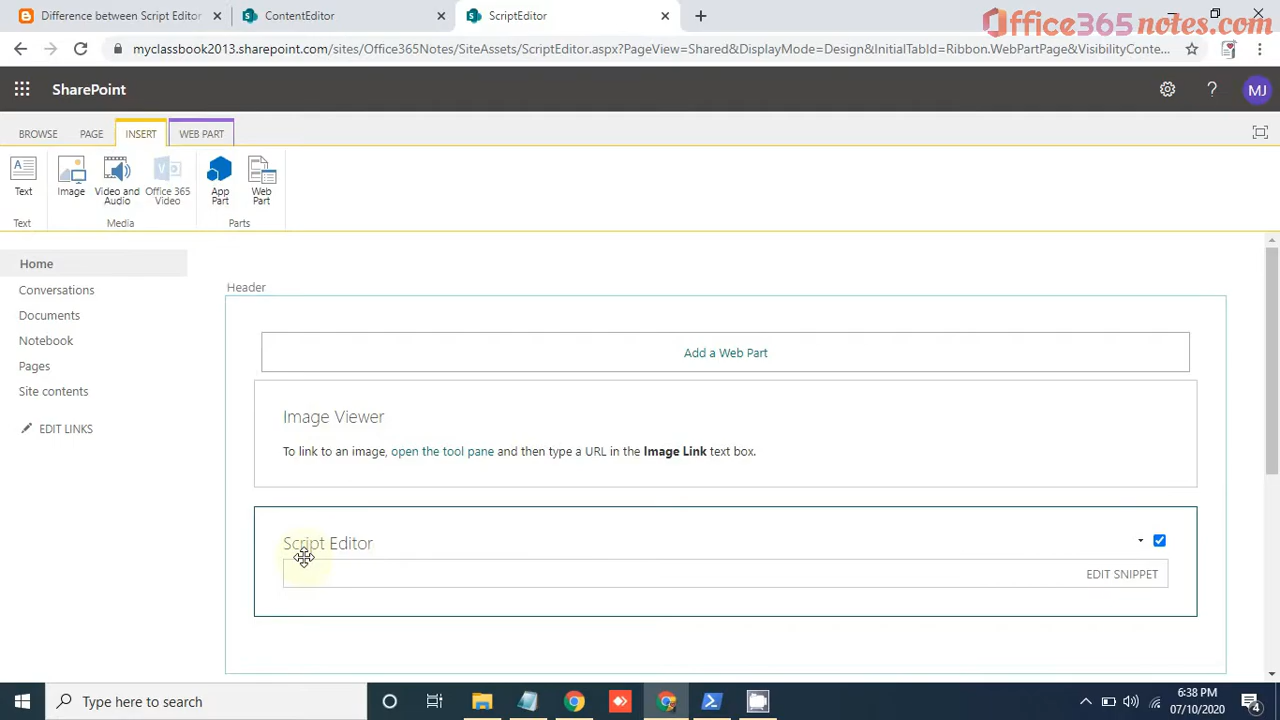 Difference between Script Editor
ContentEditor
ScriptEditor
Office365notes.com
myclassbook2013.sharepoint.com/sites/Office365Notes/SiteAssets/ScriptEditor.aspx?PageView=Shared&DisplayMode=Design&InitialTabId=Ribbon.WebPartPage&VisibilityConte...
SharePoint
MJ
BROWSE PAGE INSERT WEB PART
Text
Image
Video and Audio
Office 365 Video
App Part
Web Part
Text Media Parts
Home
Conversations
Documents
Notebook
Pages
Site contents
EDIT LINKS
Header
Add a Web Part
Image Viewer
To link to an image, open the tool pane and then type a URL in the Image Link text box.
Script Editor
EDIT SNIPPET
Type here to search
6:38 PM
07/10/2020
4